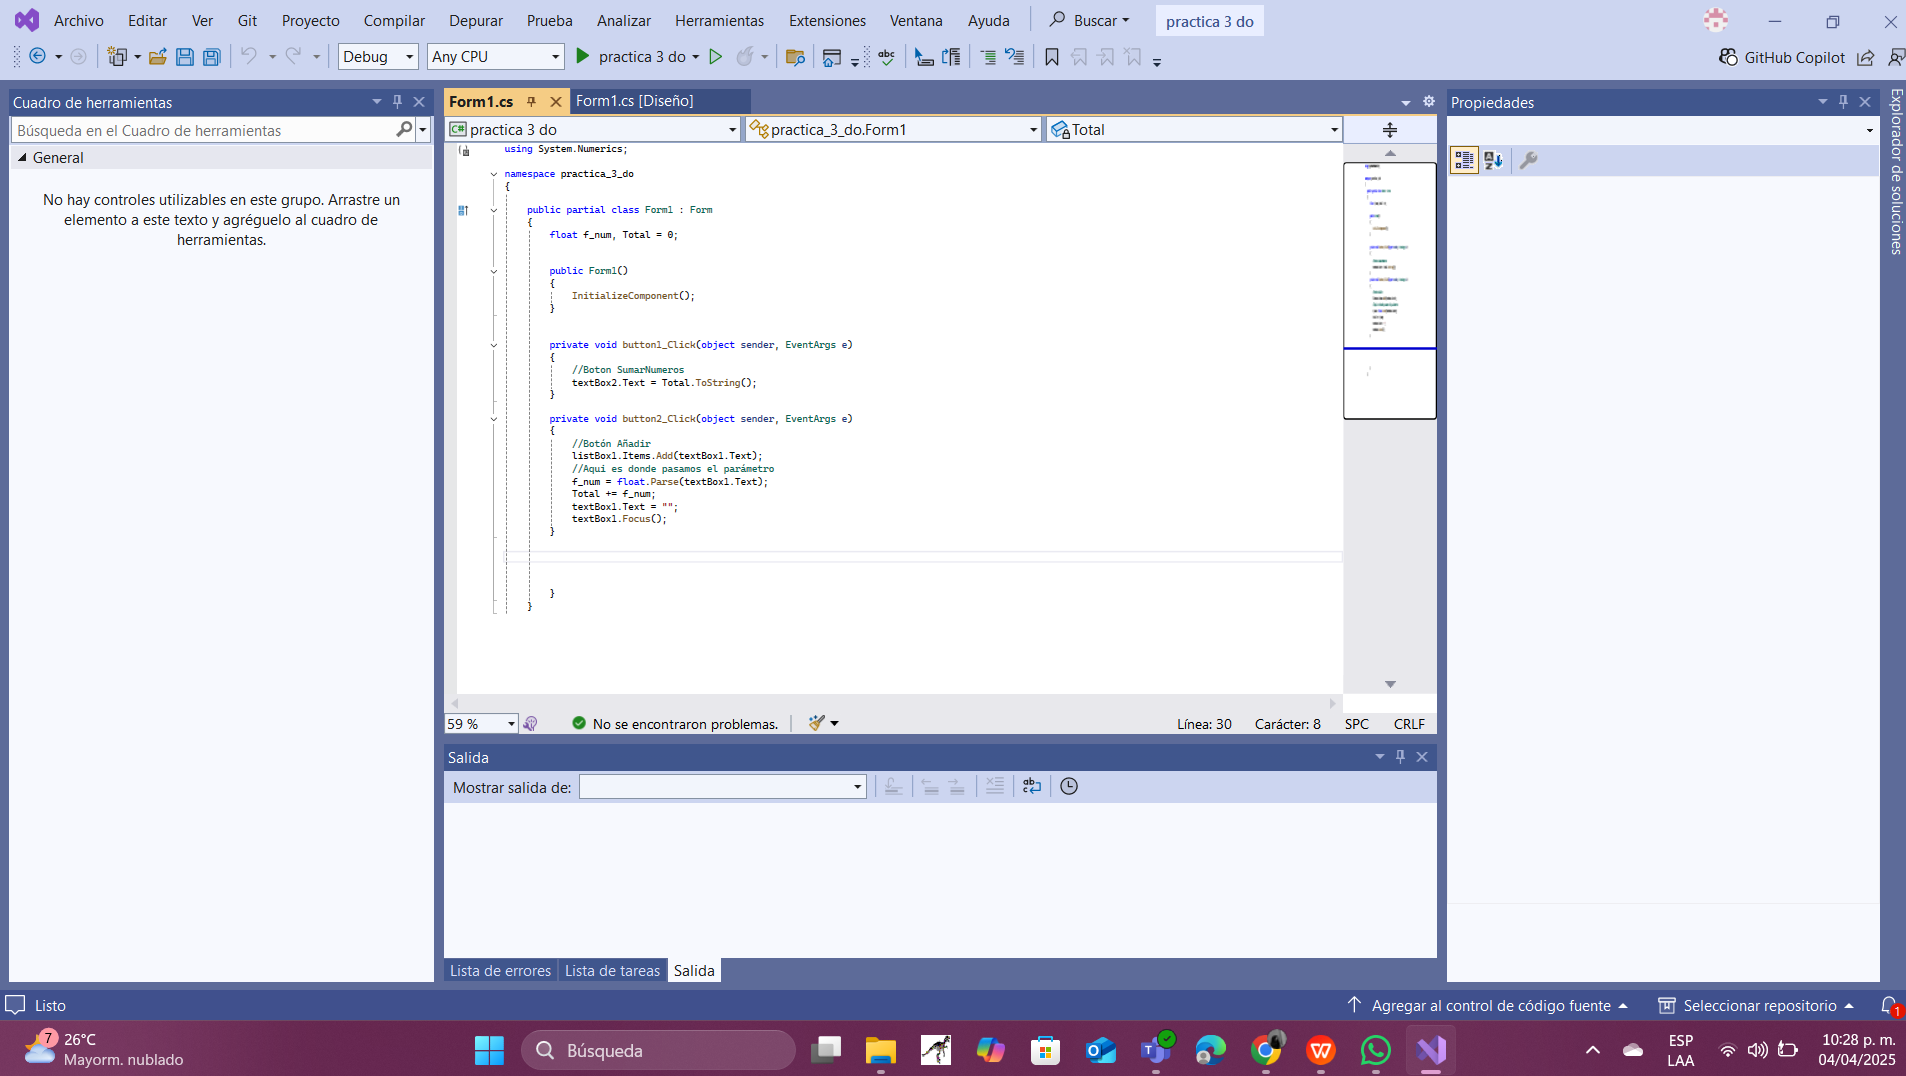 Archivo Editar Ver Git Proyecto Compilar Depurar Prueba Analizar Herramientas Extensiones Ventana Ayuda Buscar practica 3 do
Debug Any CPU practica 3 do abc GitHub Copilot
Cuadro de herramientas
Búsqueda en el Cuadro de herramientas
General
No hay controles utilizables en este grupo. Arrastre un
elemento a este texto y agréguelo al cuadro de
herramientas.
Form1.cs Form1.cs [Diseño]
practica 3 do practica_3_do.Form1 Total
using System.Numerics;
namespace practica_3_do
{
public partial class Form1 : Form
{
float f_num, Total = 0;
public Form1()
{
InitializeComponent();
}
private void button1_Click(object sender, EventArgs e)
{
//Boton SumarNumeros
textBox2.Text = Total.ToString();
}
private void button2_Click(object sender, EventArgs e)
{
//Botón Añadir
listBox1.Items.Add(textBox1.Text);
//Aqui es donde pasamos el parámetro
f_num = float.Parse(textBox1.Text);
Total += f_num;
textBox1.Text = "";
textBox1.Focus();
}
}
}
59 % No se encontraron problemas. Línea: 30 Carácter: 8 SPC CRLF
Salida
Mostrar salida de:
Lista de errores Lista de tareas Salida
Propiedades
Explorador de soluciones
Listo Agregar al control de código fuente Seleccionar repositorio 1
7 26°C
Mayorm. nublado
Búsqueda
ESP
LAA
10:28 p. m.
04/04/2025